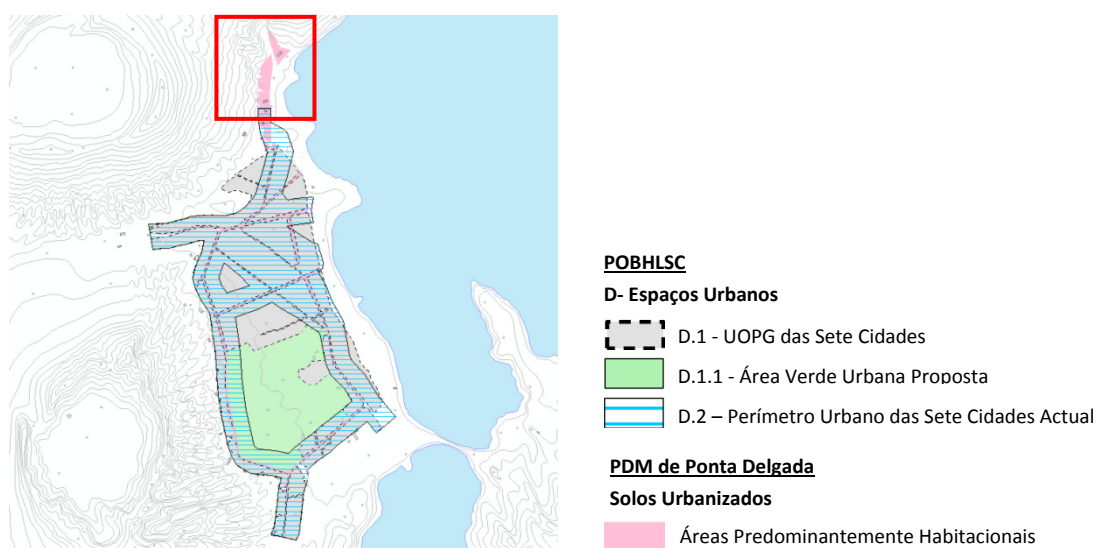 POBHLSC
D- Espaços Urbanos
D.1 - UOPG das Sete Cidades
D.1.1 - Área Verde Urbana Proposta
D.2 – Perímetro Urbano das Sete Cidades Actual
PDM de Ponta Delgada
Solos Urbanizados
Áreas Predominantemente Habitacionais